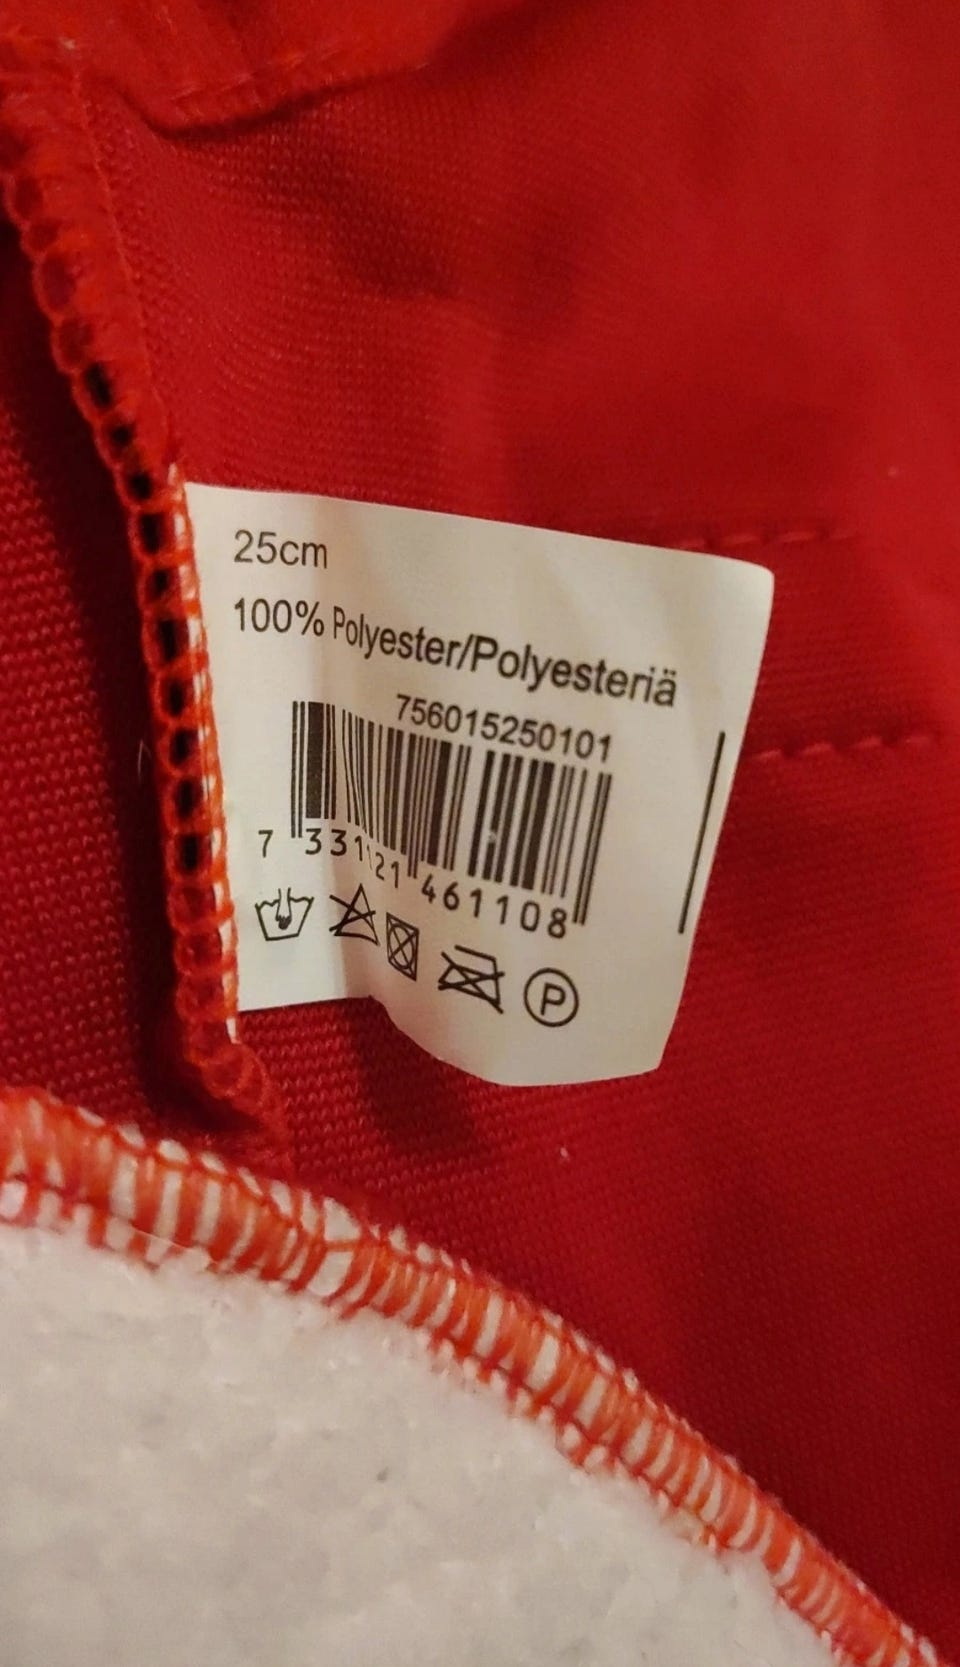 25cm
100% Polyester/Polyesteriä
756015250101
7 331121 461108
P